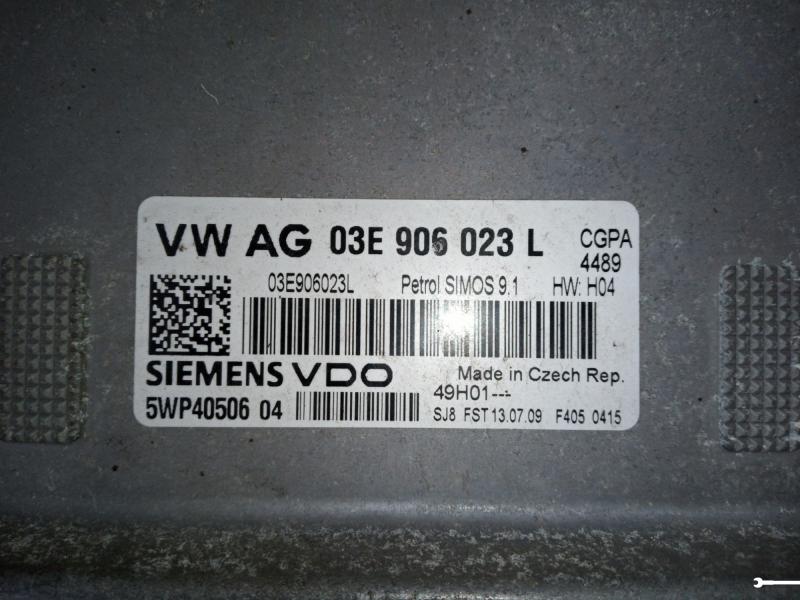 VW AG 03E 906 023 L CGPA
4489
03E906023L Petrol SIMOS 9.1 HW: H04
SIEMENS VDO Made in Czech Rep.
49H01---
5WP40506 04 SJ8 FST 13.07.09 F405 0415